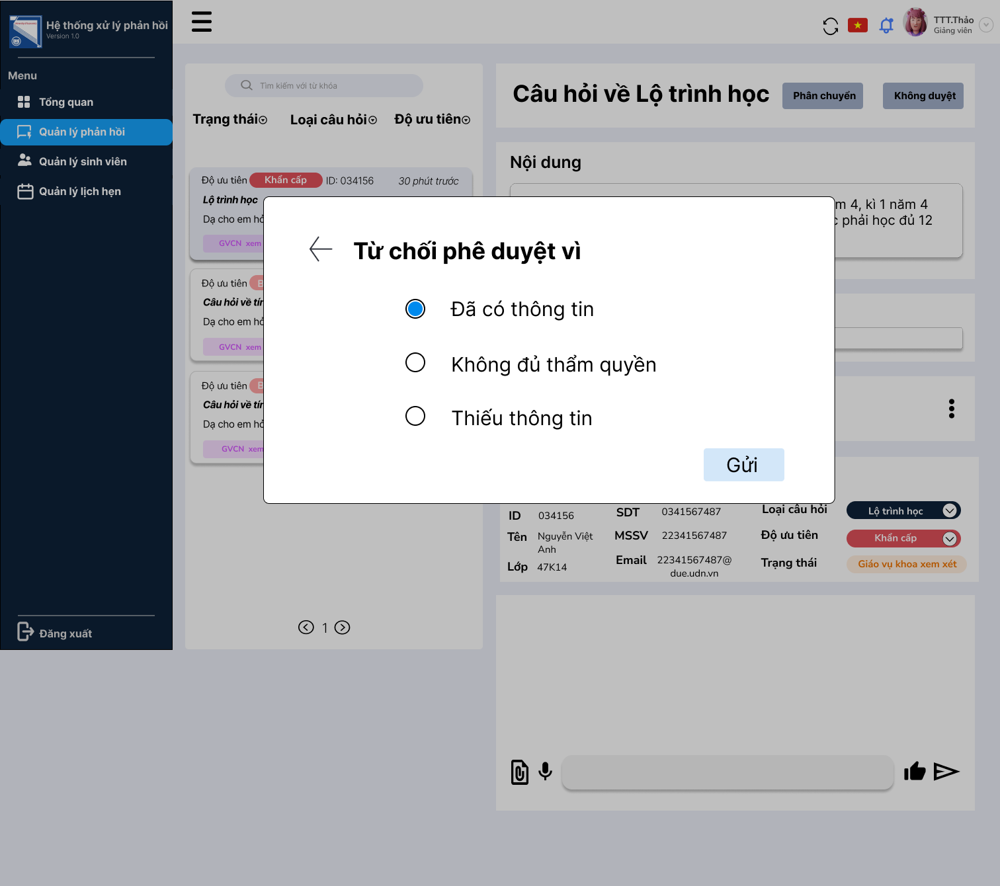 Hệ thống xử lý phản hồi
Version 1.0
Menu
Tổng quan
Quản lý phản hồi
Quản lý sinh viên
Quản lý lịch hẹn
Đăng xuất
TTT.Thảo
Giảng viên
Tìm kiếm với từ khóa
Trạng thái
Loại câu hỏi
Độ ưu tiên
Độ ưu tiên
Khẩn cấp
ID: 034156
30 phút trước
Lộ trình học
Dạ cho em hỏ
GVCN xem
Độ ưu tiên
Câu hỏi về tín
Dạ cho em hỏ
GVCN xem
Độ ưu tiên
Câu hỏi về tín
Dạ cho em hỏ
GVCN xem
1
Câu hỏi về Lộ trình học
Phân chuyển
Không duyệt
Nội dung
m 4, kì 1 năm 4
c phải học đủ 12
Từ chối phê duyệt vì
Đã có thông tin
Không đủ thẩm quyền
Thiếu thông tin
Gửi
ID 034156
Tên Nguyễn Việt
Anh
Lớp 47K14
SDT 0341567487
MSSV 22341567487
Email 22341567487@
due.udn.vn
Loại câu hỏi Lộ trình học
Độ ưu tiên Khẩn cấp
Trạng thái Giáo vụ khoa xem xét